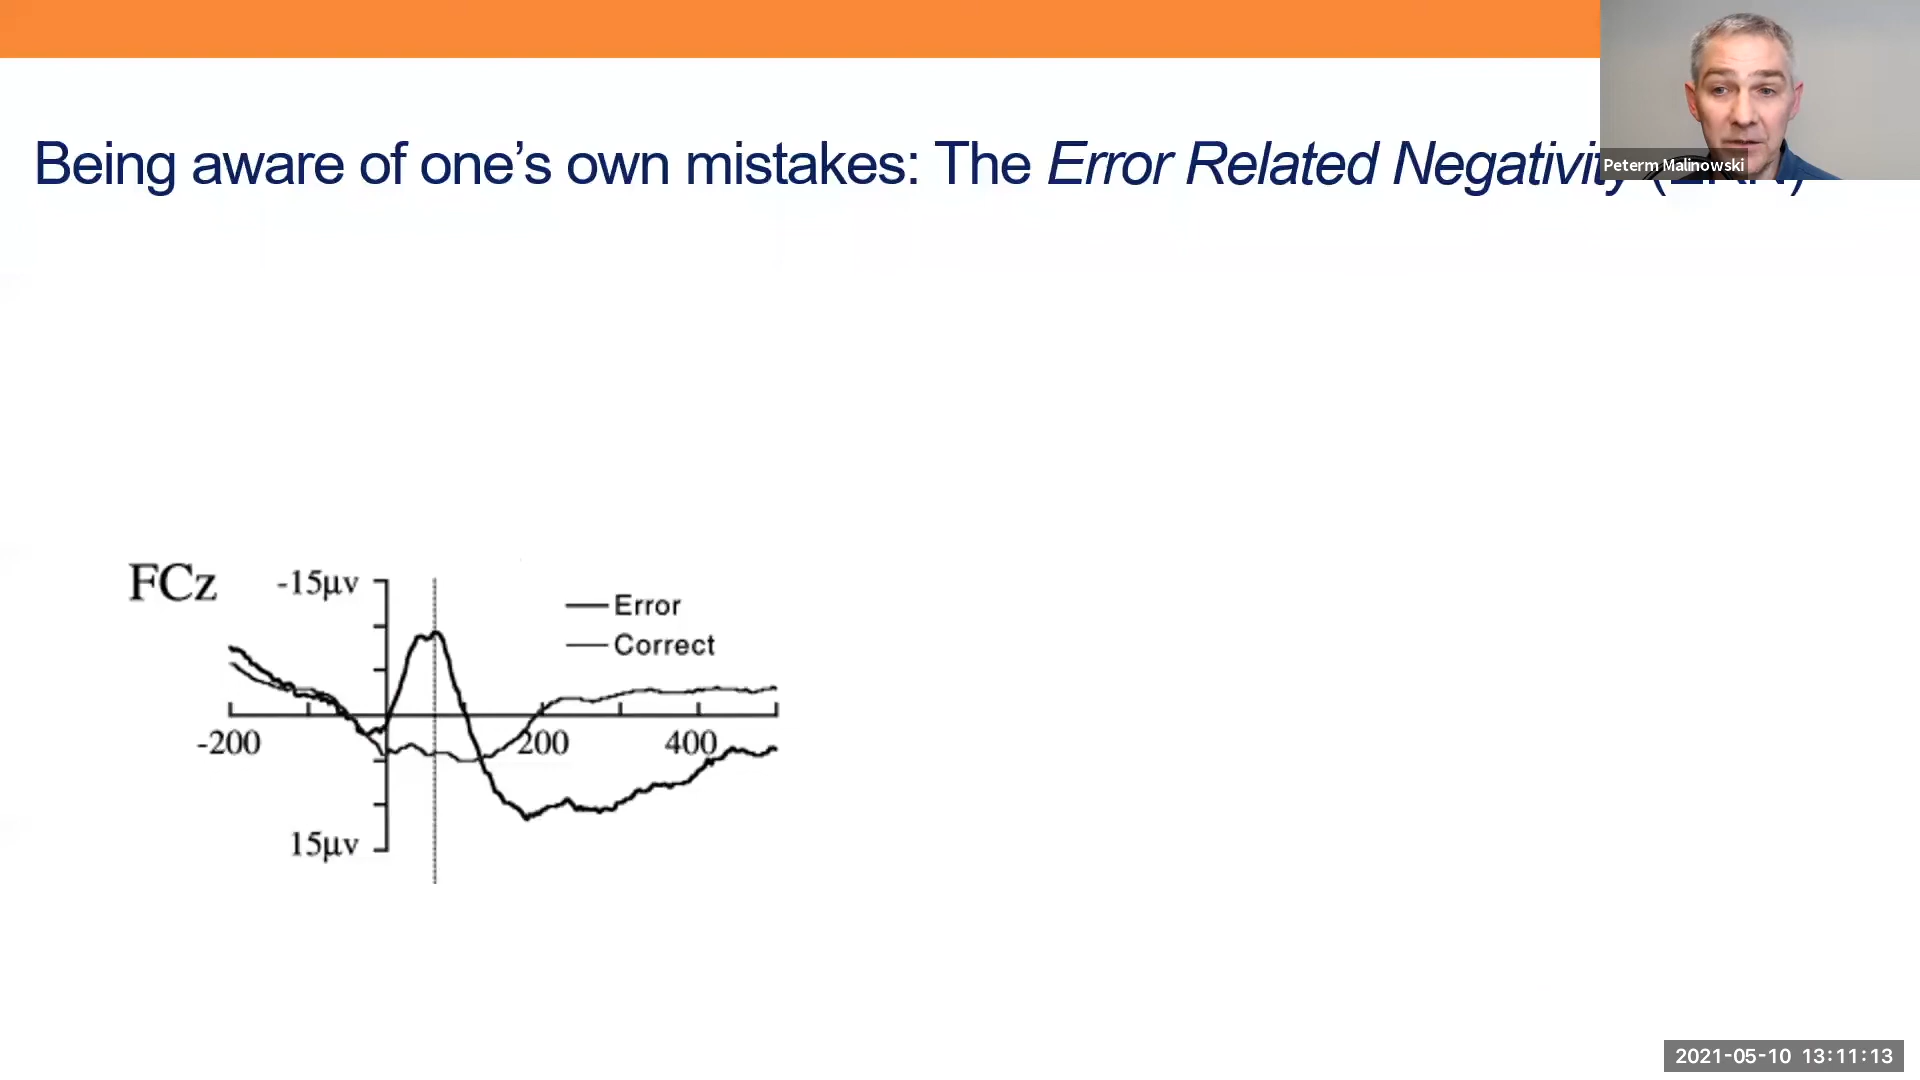 Being aware of one’s own mistakes: The Error Related Negativity
Peterm Malinowski
FCz
-15μv
Error
Correct
-200
200
400
15μv
2021-05-10 13:11:13